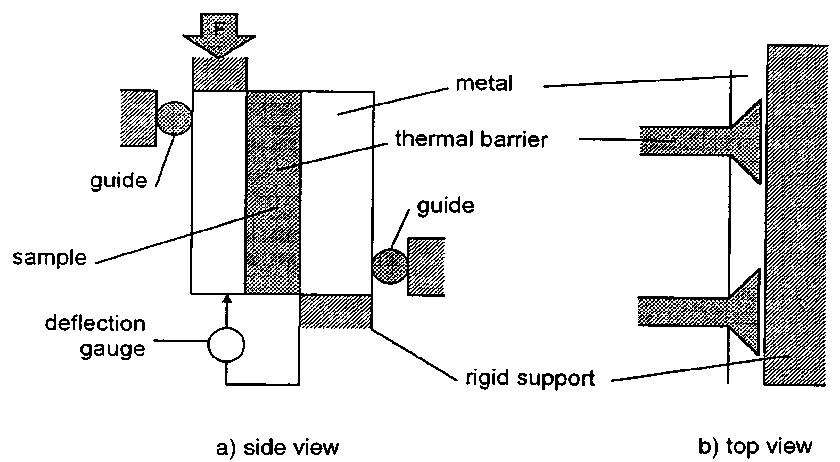 F
metal
thermal barrier
guide
guide
sample
deflection
gauge
rigid support
a) side view
b) top view